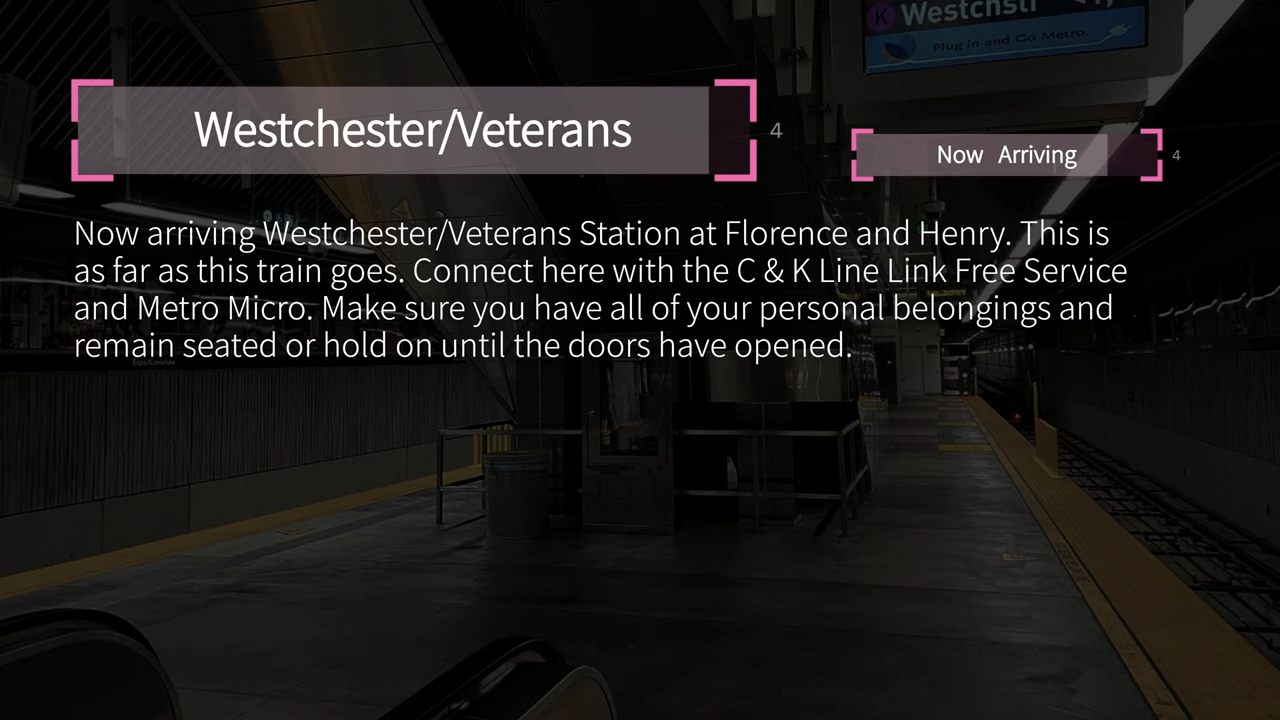 Westchsti
K
Plug in and Go Metro.
Westchester/Veterans
4
Now Arriving
4
Now arriving Westchester/Veterans Station at Florence and Henry. This is
as far as this train goes. Connect here with the C & K Line Link Free Service
and Metro Micro. Make sure you have all of your personal belongings and
remain seated or hold on until the doors have opened.